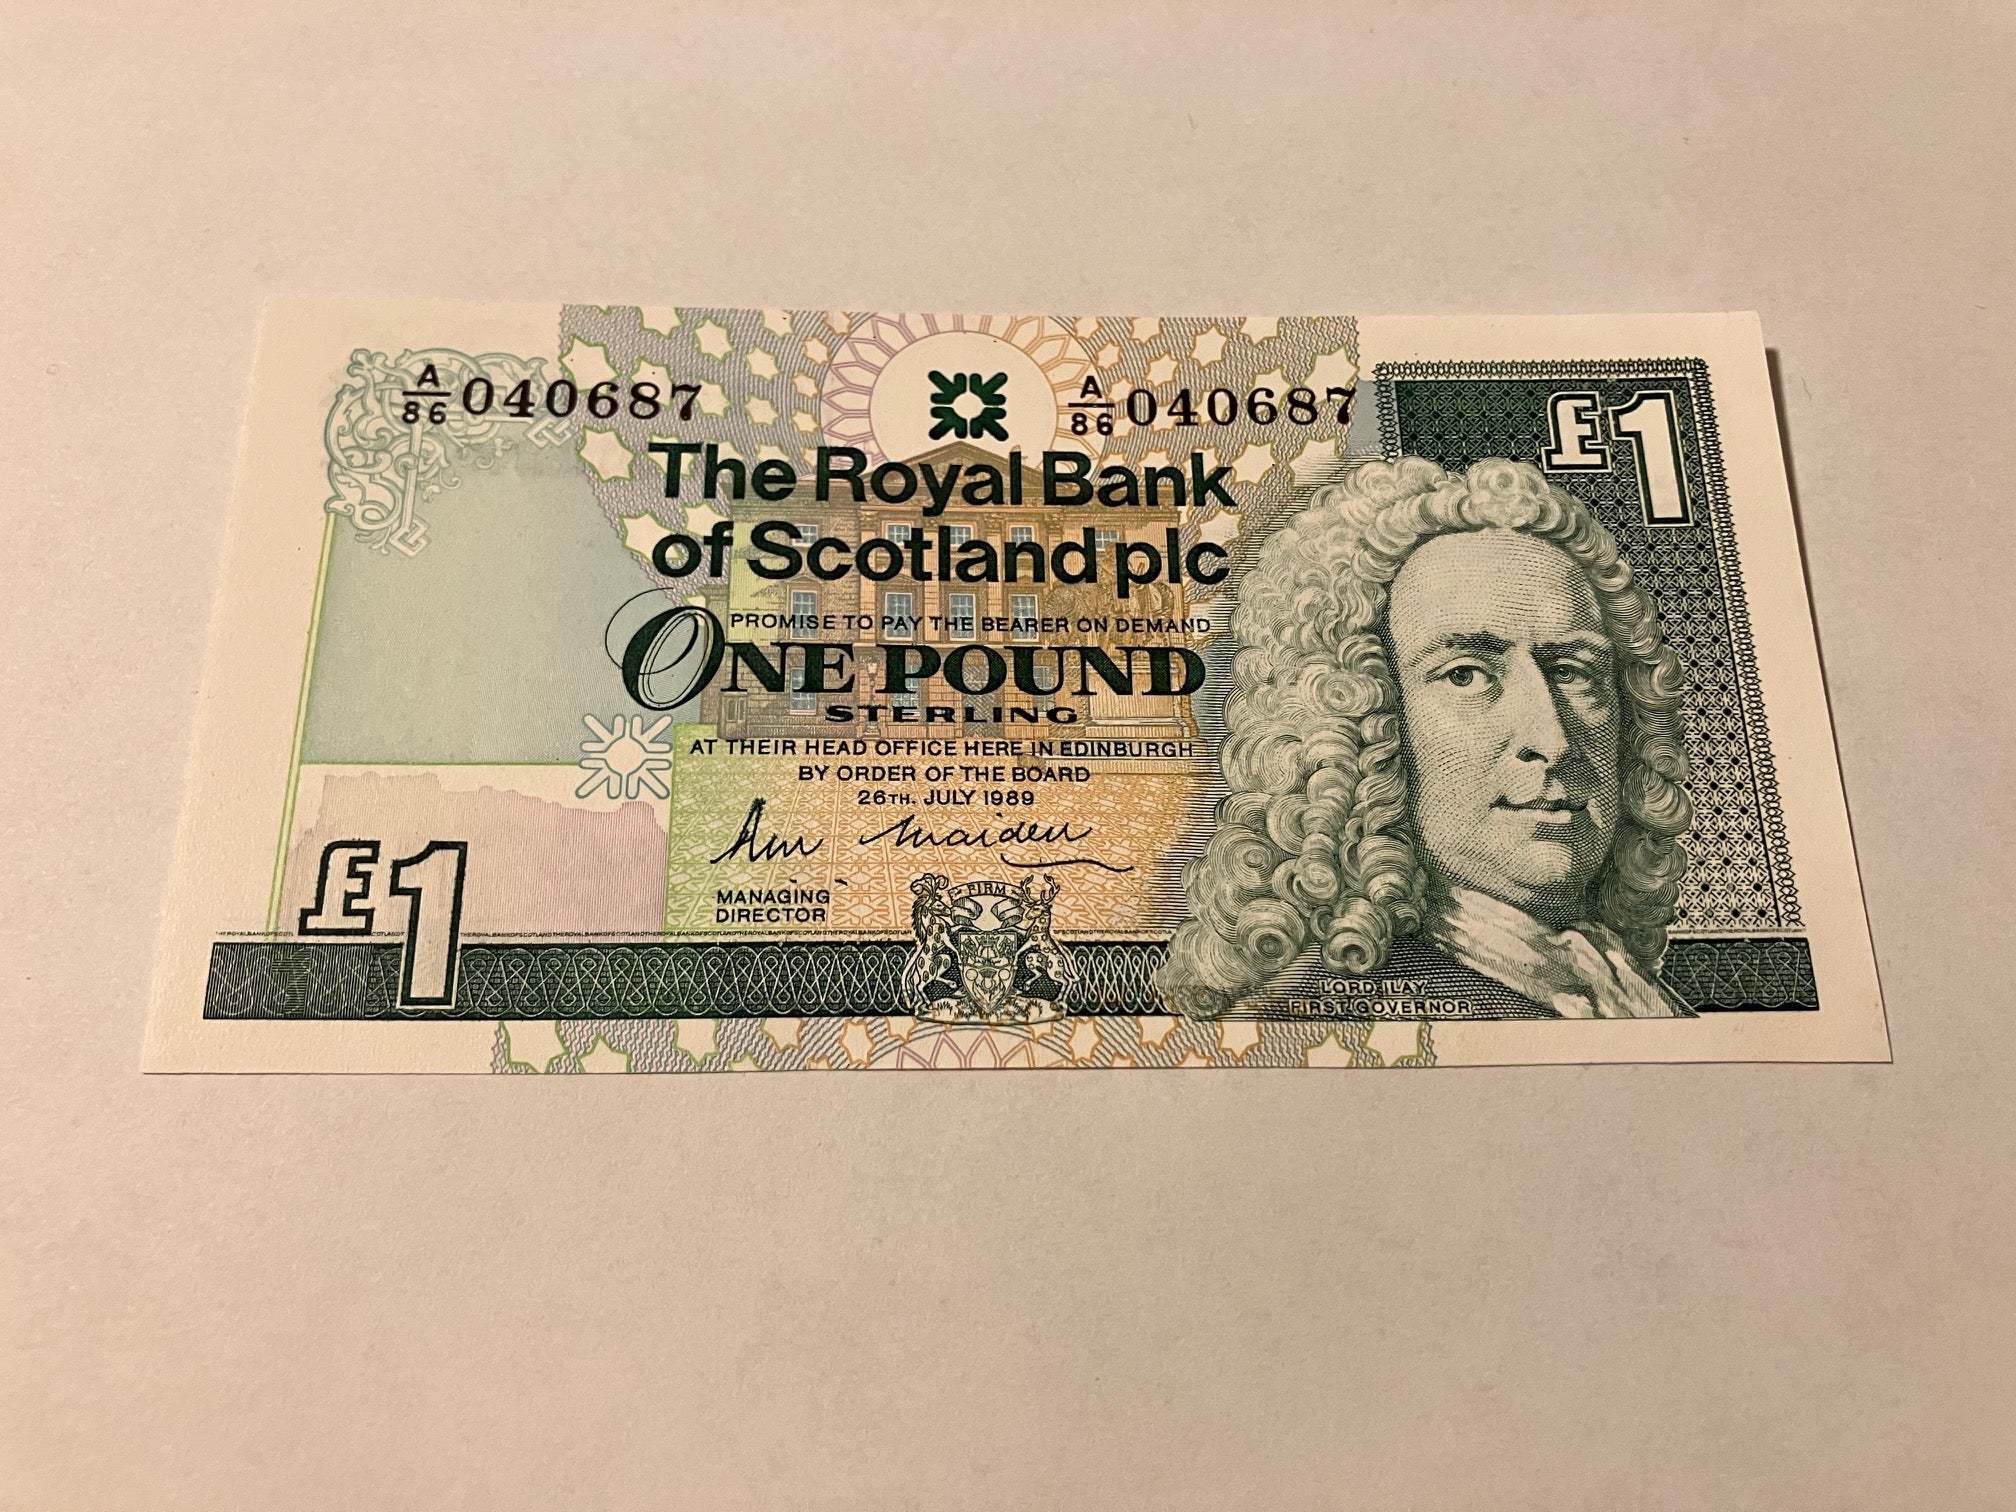 A/86 040687
A/86 040687
£1
The Royal Bank
of Scotland plc
PROMISE TO PAY THE BEARER ON DEMAND
ONE POUND
STERLING
AT THEIR HEAD OFFICE HERE IN EDINBURGH
BY ORDER OF THE BOARD
26TH. JULY 1989
MANAGING
DIRECTOR
FIRM
£1
LORD ILAY
FIRST GOVERNOR